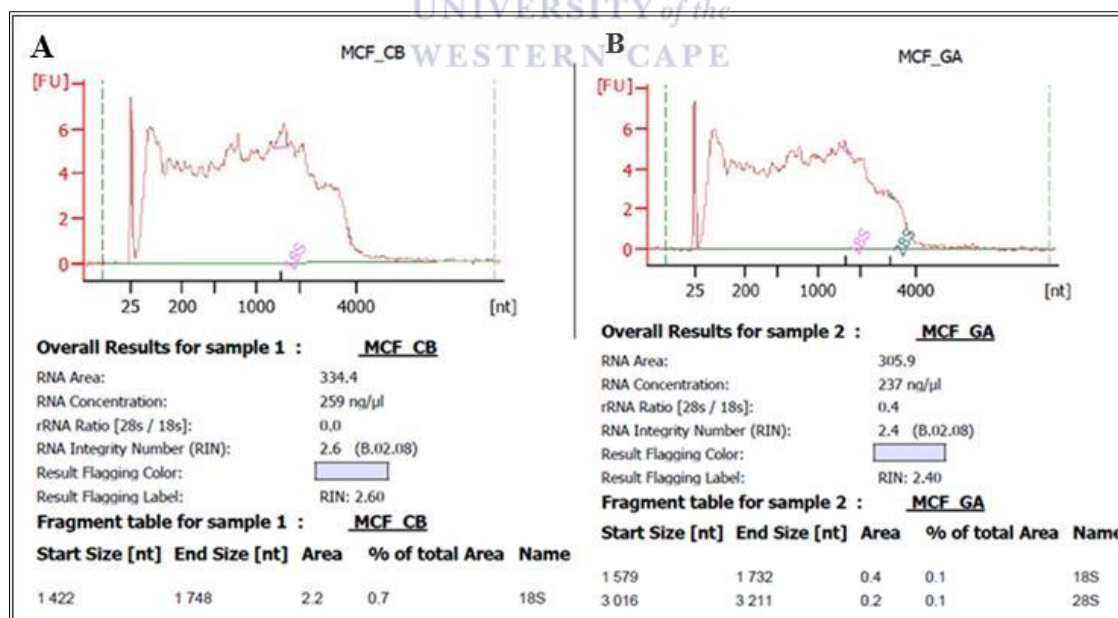 UNIVERSITY of the
WESTERN CAPE
A
MCF_CB
[FU]
6
4
2
0
18S
25 200 1000 4000 [nt]
Overall Results for sample 1 : MCF_CB
RNA Area: 334.4
RNA Concentration: 259 ng/µl
rRNA Ratio [28s / 18s]: 0.0
RNA Integrity Number (RIN): 2.6 (B.02.08)
Result Flagging Color:
Result Flagging Label: RIN: 2.60
Fragment table for sample 1 : MCF_CB
Start Size [nt] End Size [nt] Area % of total Area Name
1 422 1 748 2.2 0.7 18S
B
MCF_GA
[FU]
6
4
2
0
18S 28S
25 200 1000 4000 [nt]
Overall Results for sample 2 : MCF_GA
RNA Area: 305.9
RNA Concentration: 237 ng/µl
rRNA Ratio [28s / 18s]: 0.4
RNA Integrity Number (RIN): 2.4 (B.02.08)
Result Flagging Color:
Result Flagging Label: RIN: 2.40
Fragment table for sample 2 : MCF_GA
Start Size [nt] End Size [nt] Area % of total Area Name
1 579 1 732 0.4 0.1 18S
3 016 3 211 0.2 0.1 28S